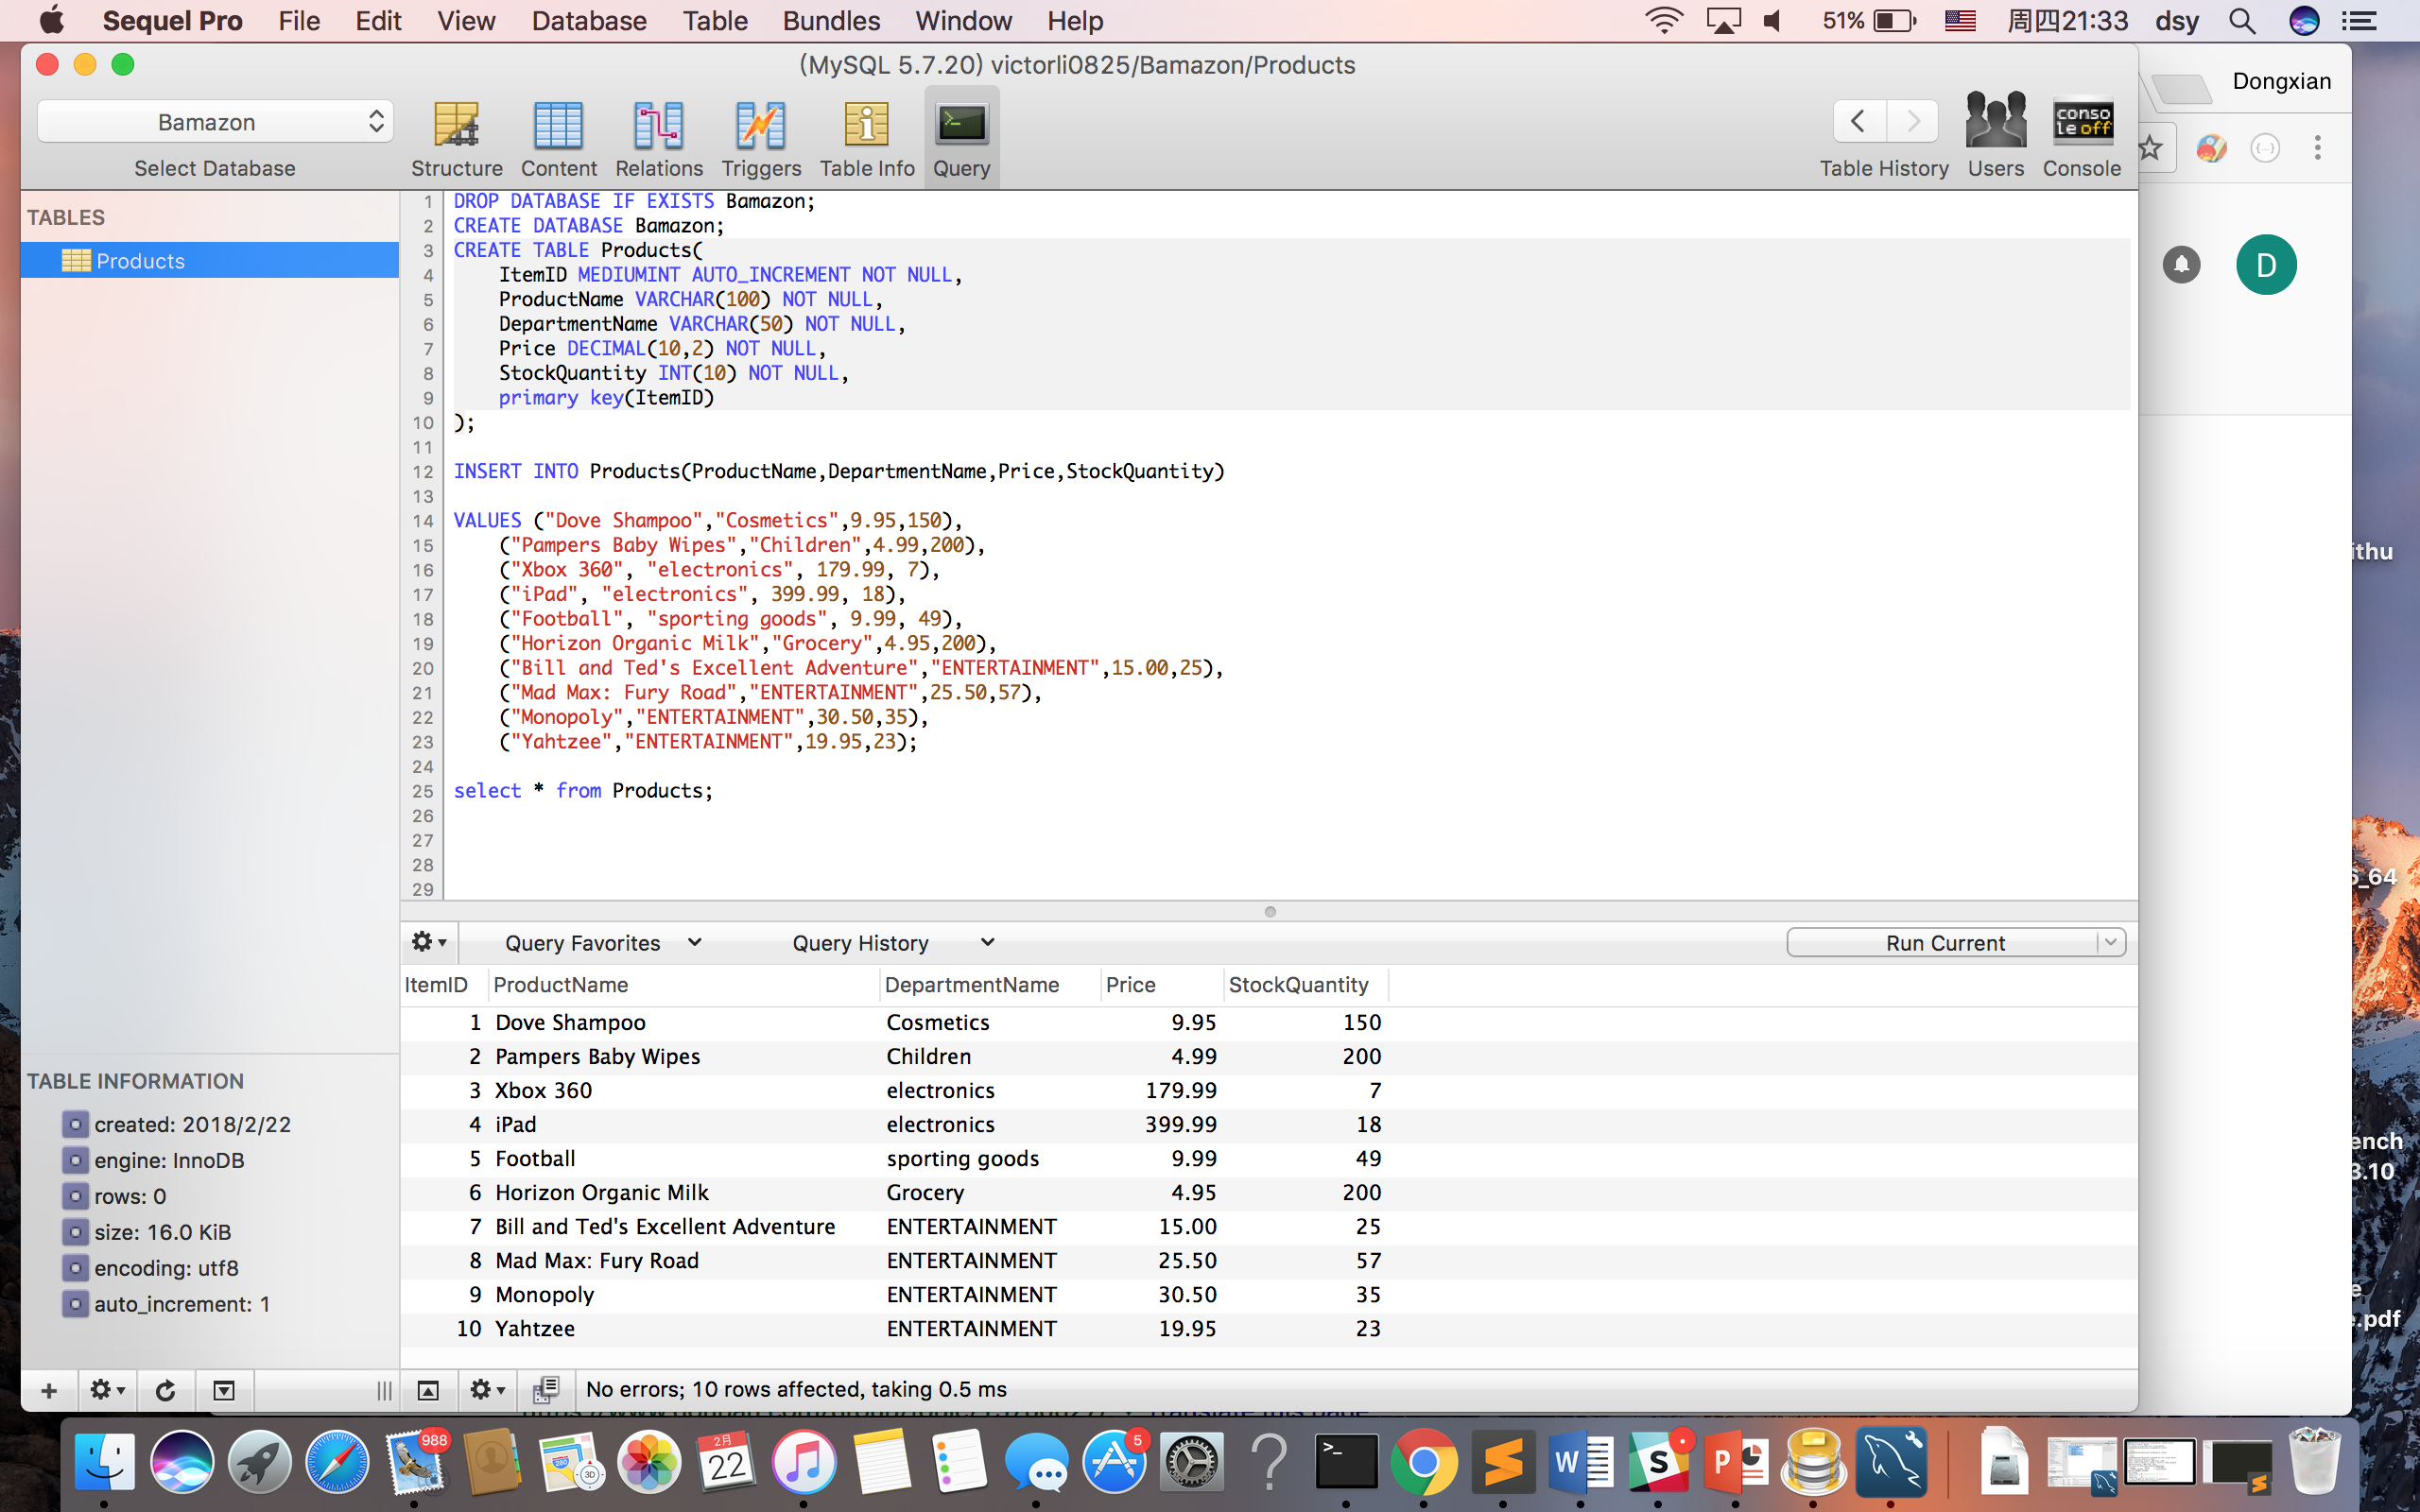 Sequel Pro File Edit View Database Table Bundles Window Help 51% 周四21:33 dsy
(MySQL 5.7.20) victorli0825/Bamazon/Products
Dongxian
Bamazon
Select Database Structure Content Relations Triggers Table Info Query Table History Users Console
conso
le off
D
TABLES
Products
1 DROP DATABASE IF EXISTS Bamazon;
2 CREATE DATABASE Bamazon;
3 CREATE TABLE Products(
4 ItemID MEDIUMINT AUTO_INCREMENT NOT NULL,
5 ProductName VARCHAR(100) NOT NULL,
6 DepartmentName VARCHAR(50) NOT NULL,
7 Price DECIMAL(10,2) NOT NULL,
8 StockQuantity INT(10) NOT NULL,
9 primary key(ItemID)
10 );
11
12 INSERT INTO Products(ProductName,DepartmentName,Price,StockQuantity)
13
14 VALUES ("Dove Shampoo","Cosmetics",9.95,150),
15 ("Pampers Baby Wipes","Children",4.99,200),
16 ("Xbox 360", "electronics", 179.99, 7),
17 ("iPad", "electronics", 399.99, 18),
18 ("Football", "sporting goods", 9.99, 49),
19 ("Horizon Organic Milk","Grocery",4.95,200),
20 ("Bill and Ted's Excellent Adventure","ENTERTAINMENT",15.00,25),
21 ("Mad Max: Fury Road","ENTERTAINMENT",25.50,57),
22 ("Monopoly","ENTERTAINMENT",30.50,35),
23 ("Yahtzee","ENTERTAINMENT",19.95,23);
24
25 select * from Products;
26
27
28
29
ithu
6_64
ench
3.10
e
e.pdf
Query Favorites Query History Run Current
ItemID ProductName DepartmentName Price StockQuantity
1 Dove Shampoo Cosmetics 9.95 150
2 Pampers Baby Wipes Children 4.99 200
3 Xbox 360 electronics 179.99 7
4 iPad electronics 399.99 18
5 Football sporting goods 9.99 49
6 Horizon Organic Milk Grocery 4.95 200
7 Bill and Ted's Excellent Adventure ENTERTAINMENT 15.00 25
8 Mad Max: Fury Road ENTERTAINMENT 25.50 57
9 Monopoly ENTERTAINMENT 30.50 35
10 Yahtzee ENTERTAINMENT 19.95 23
TABLE INFORMATION
created: 2018/2/22
engine: InnoDB
rows: 0
size: 16.0 KiB
encoding: utf8
auto_increment: 1
No errors; 10 rows affected, taking 0.5 ms
988
2月
22
5